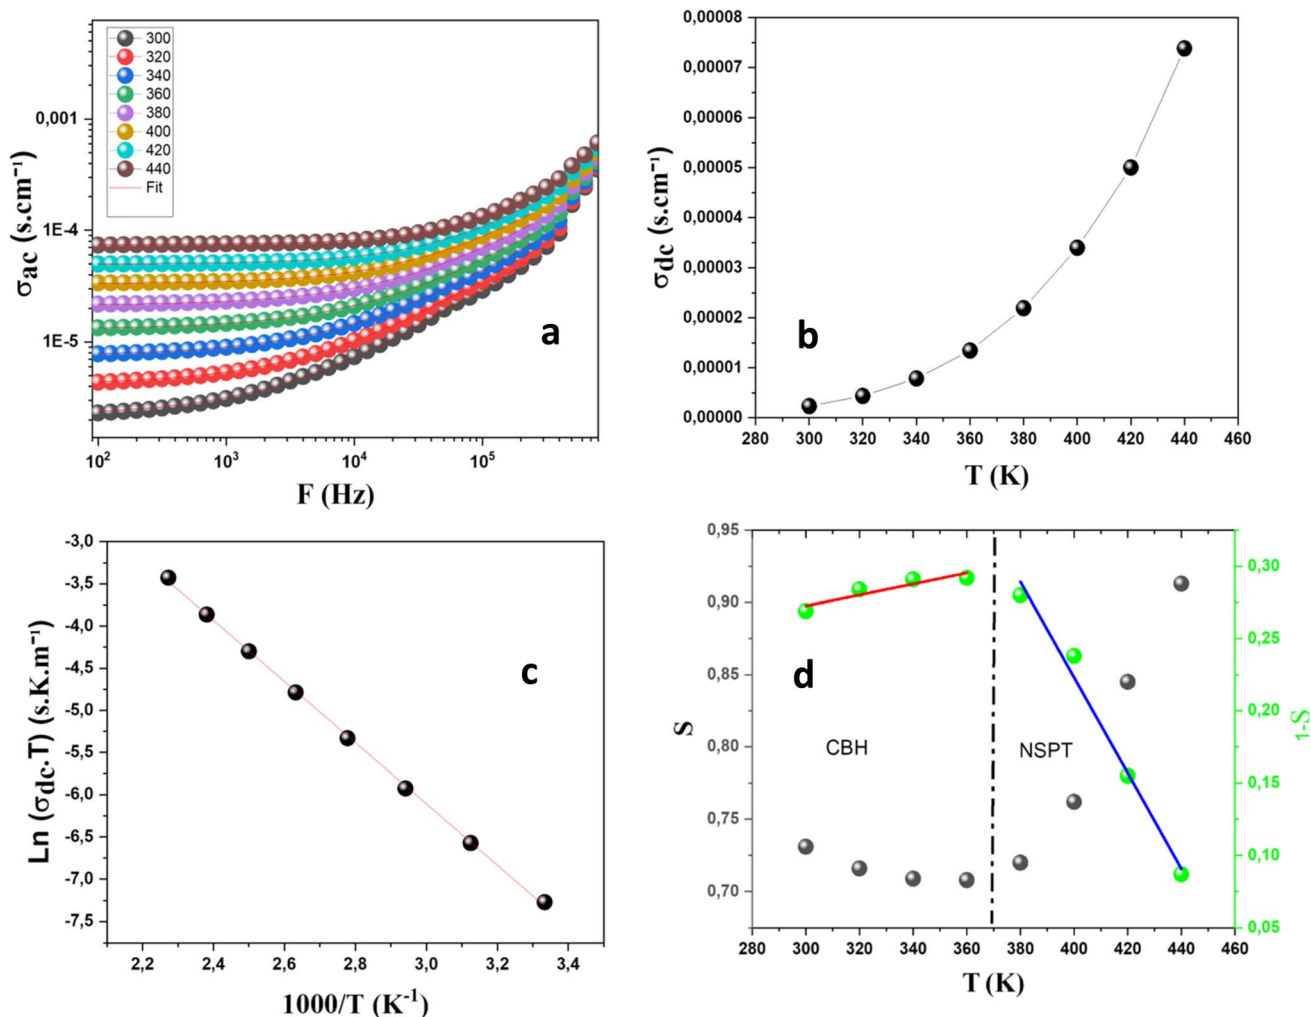 300
320
340
360
380
400
420
440
Fit
0,001
1E-4
1E-5
σac (s.cm⁻¹)
a
10² 10³ 10⁴ 10⁵
F (Hz)
0,00008
0,00007
0,00006
0,00005
0,00004
0,00003
0,00002
0,00001
0,00000
σdc (s.cm⁻¹)
b
280 300 320 340 360 380 400 420 440 460
T (K)
-3,0
-3,5
-4,0
-4,5
-5,0
-5,5
-6,0
-6,5
-7,0
-7,5
Ln (σdc.T) (s.K.m⁻¹)
c
2,2 2,4 2,6 2,8 3,0 3,2 3,4
1000/T (K⁻¹)
0,95
0,90
0,85
0,80
0,75
0,70
S
d
CBH
NSPT
0,30
0,25
0,20
0,15
0,10
0,05
1-S
280 300 320 340 360 380 400 420 440 460
T (K)